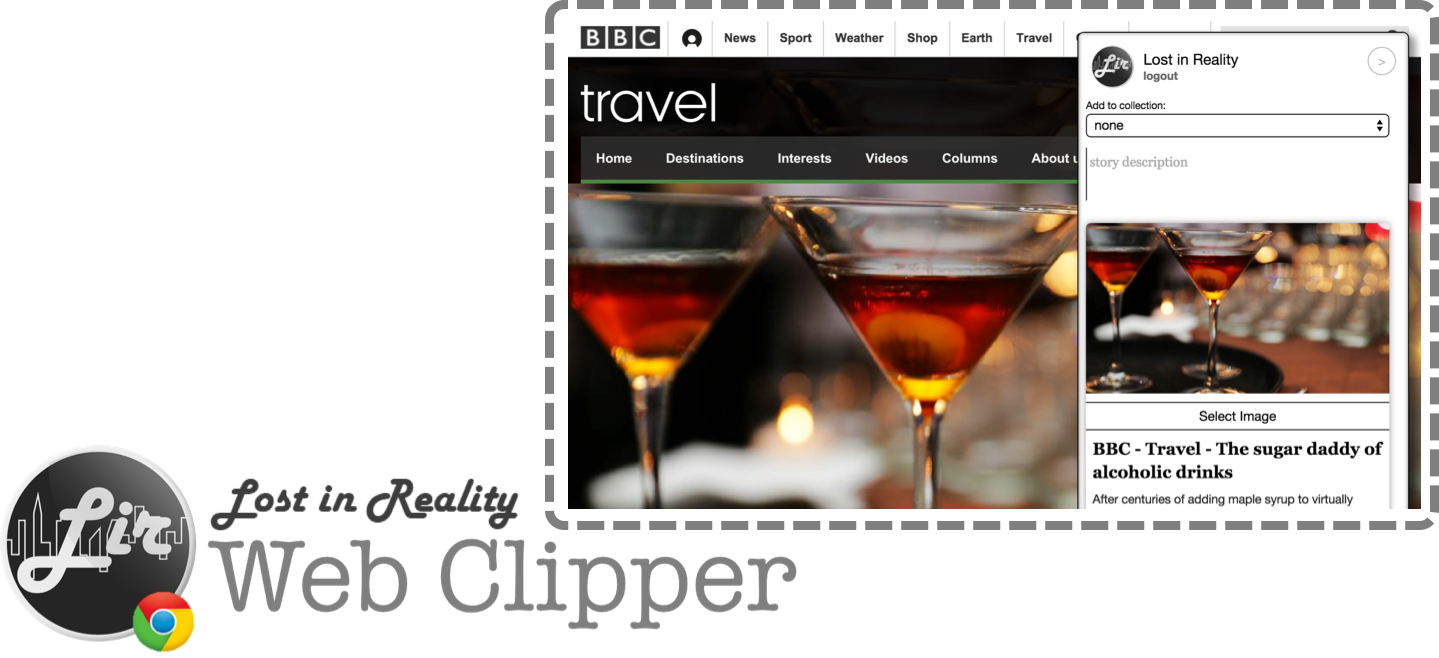 BBC News Sport Weather Shop Earth Travel
travel
Home Destinations Interests Videos Columns About
Lost in Reality
logout
>
Add to collection:
none
story description
Select Image
BBC - Travel - The sugar daddy of
alcoholic drinks
After centuries of adding maple syrup to virtually
Lir
Lost in Reality
Web Clipper